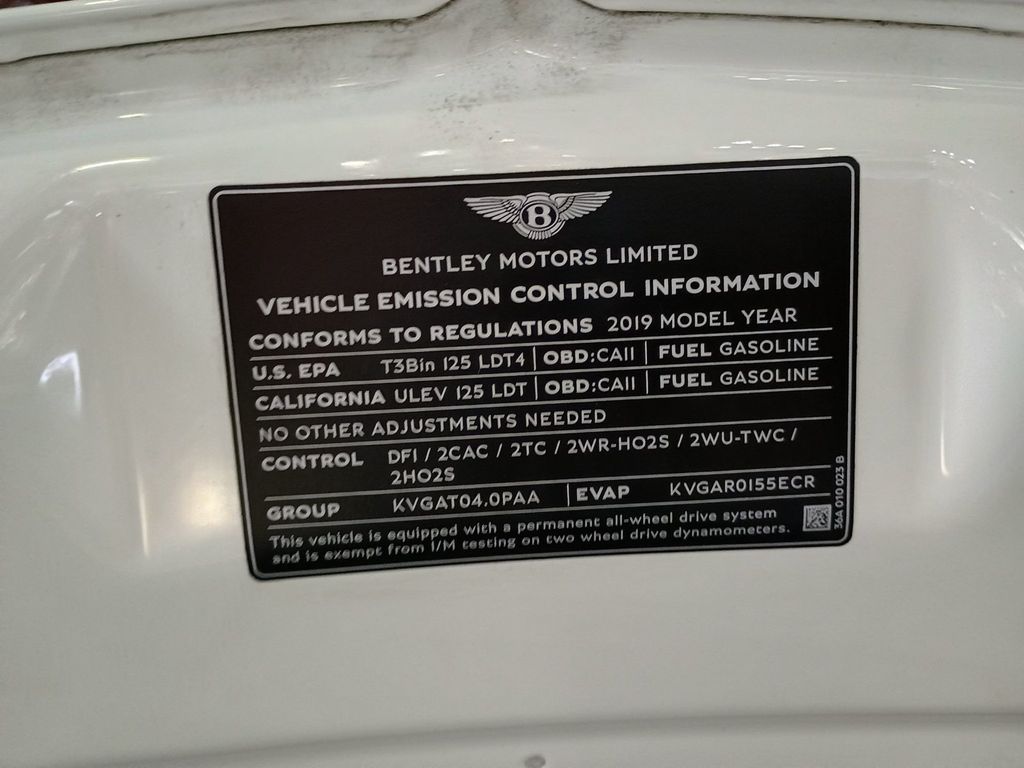 B
BENTLEY MOTORS LIMITED
VEHICLE EMISSION CONTROL INFORMATION
CONFORMS TO REGULATIONS 2019 MODEL YEAR
U.S. EPA T3Bin 125 LDT4 OBD:CAII FUEL GASOLINE
CALIFORNIA ULEV 125 LDT OBD:CAII FUEL GASOLINE
NO OTHER ADJUSTMENTS NEEDED
CONTROL DFI / 2CAC / 2TC / 2WR-HO2S / 2WU-TWC /
2HO2S
GROUP KVGAT04.0PAA EVAP KVGAR0155ECR
This vehicle is equipped with a permanent all-wheel drive system
and is exempt from I/M testing on two wheel drive dynamometers.
36A 010 023 B